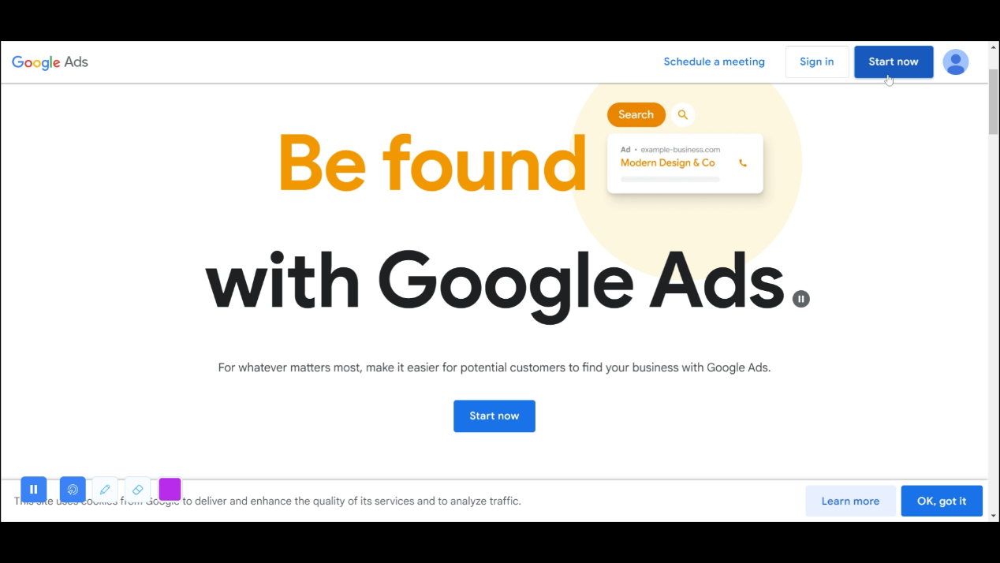 Google Ads
Schedule a meeting
Sign in
Start now
Search
Ad • example-business.com
Modern Design & Co
Be found
with Google Ads.
For whatever matters most, make it easier for potential customers to find your business with Google Ads.
Start now
This site uses cookies from Google to deliver and enhance the quality of its services and to analyze traffic.
Learn more
OK, got it